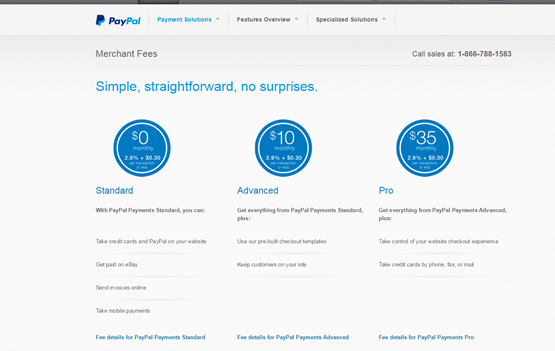 PayPal Payment Solutions Features Overview Specialized Solutions
Merchant Fees Call sales at: 1-866-788-1583
Simple, straightforward, no surprises.
$0 monthly 2.9% + $0.30 per transaction or less
$10 monthly 2.9% + $0.30 per transaction or less
$35 monthly 2.9% + $0.30 per transaction or less
Standard
With PayPal Payments Standard, you can:
Take credit cards and PayPal on your website
Get paid on eBay
Send invoices online
Take mobile payments
Fee details for PayPal Payments Standard
Advanced
Get everything from PayPal Payments Standard,
plus:
Use our pre-built checkout templates
Keep customers on your site
Fee details for PayPal Payments Advanced
Pro
Get everything from PayPal Payments Advanced,
plus:
Take control of your website checkout experience
Take credit cards by phone, fax, or mail
Fee details for PayPal Payments Pro